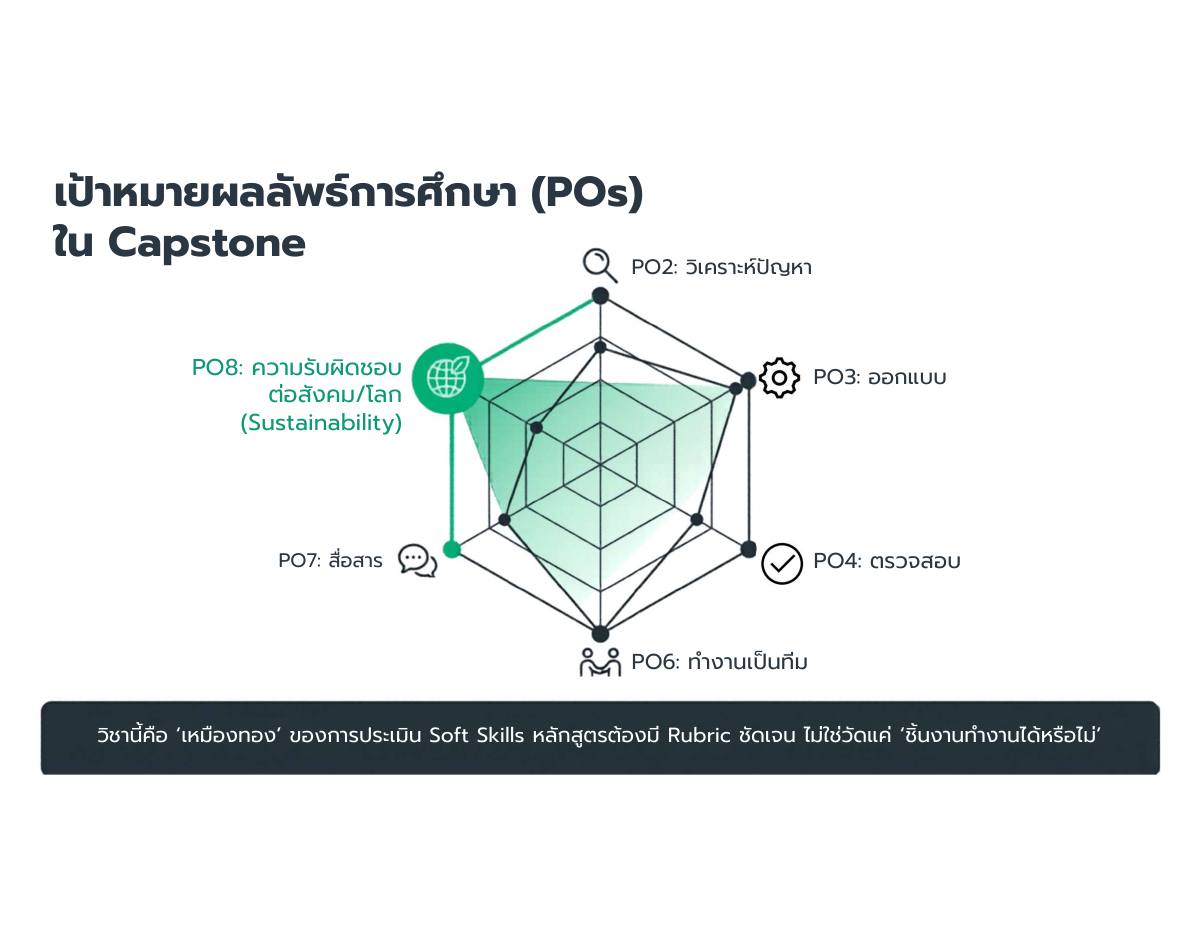 เป้าหมายผลลัพธ์การศึกษา (POs)
ใน Capstone
PO2: วิเคราะห์ปัญหา
PO8: ความรับผิดชอบ
ต่อสังคม/โลก
(Sustainability)
PO3: ออกแบบ
PO7: สื่อสาร
PO4: ตรวจสอบ
PO6: ทำงานเป็นทีม
วิชานี้คือ ‘เหมืองทอง’ ของการประเมิน Soft Skills หลักสูตรต้องมี Rubric ชัดเจน ไม่ใช่วัดแค่ ‘ชิ้นงานทำงานได้หรือไม่’